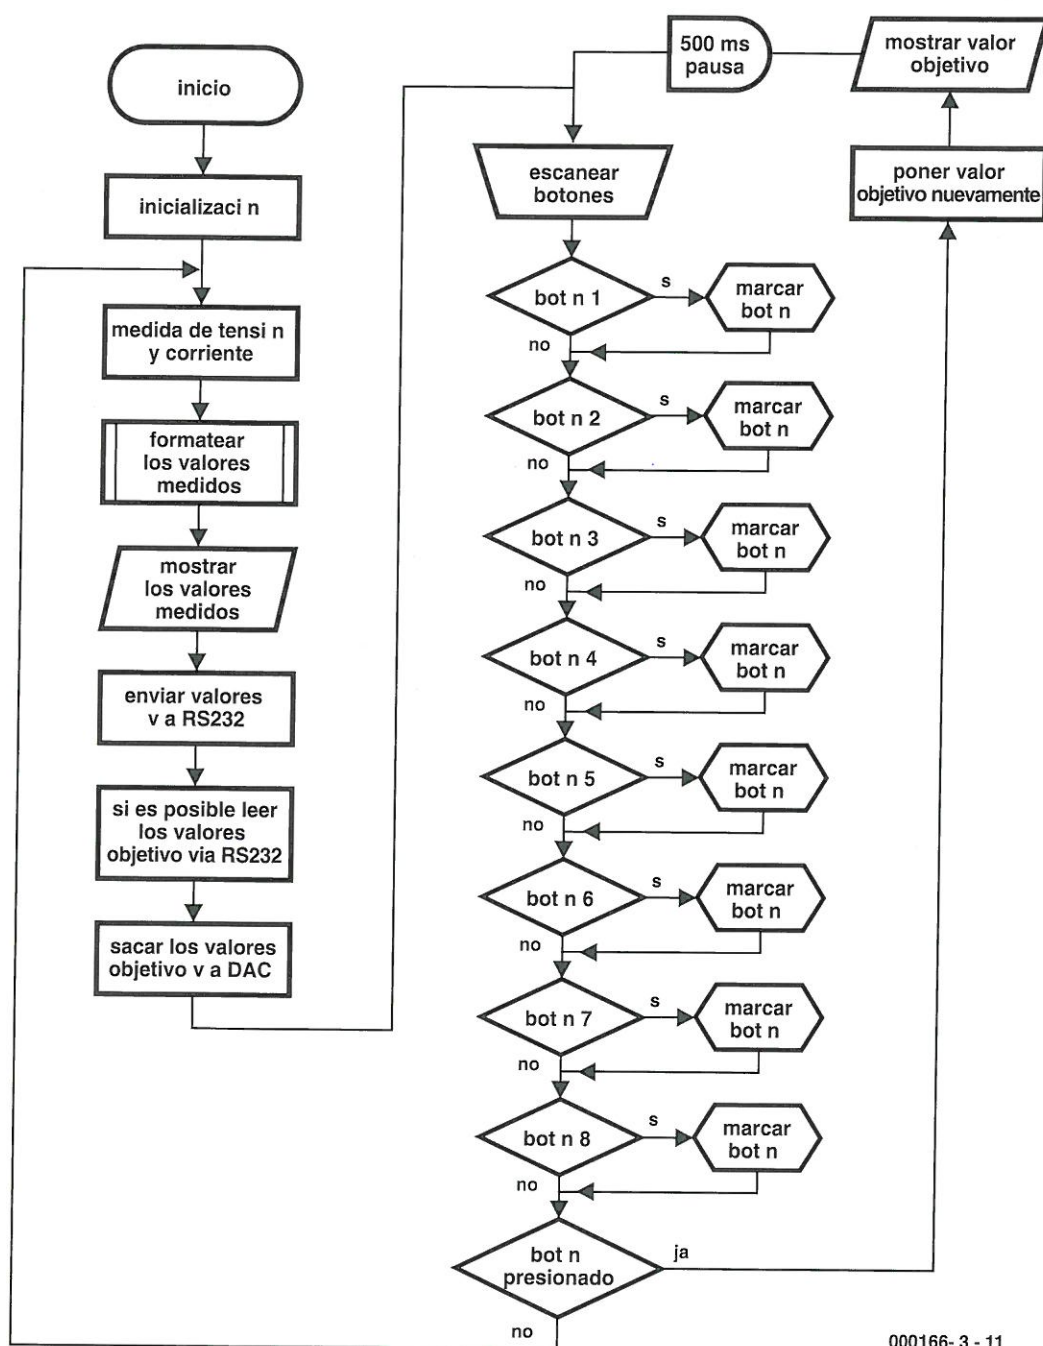 inicio
inicializaci n
medida de tensi n
y corriente
formatear
los valores
medidos
mostrar
los valores
medidos
enviar valores
v a RS232
si es posible leer
los valores
objetivo via RS232
sacar los valores
objetivo v a DAC
500 ms
pausa
mostrar valor
objetivo
poner valor
objetivo nuevamente
escanear
botones
bot n 1
s
marcar
bot n
no
bot n 2
s
marcar
bot n
no
bot n 3
s
marcar
bot n
no
bot n 4
s
marcar
bot n
no
bot n 5
s
marcar
bot n
no
bot n 6
s
marcar
bot n
no
bot n 7
s
marcar
bot n
no
bot n 8
s
marcar
bot n
no
bot n
presionado
ja
no
000166- 3 - 11